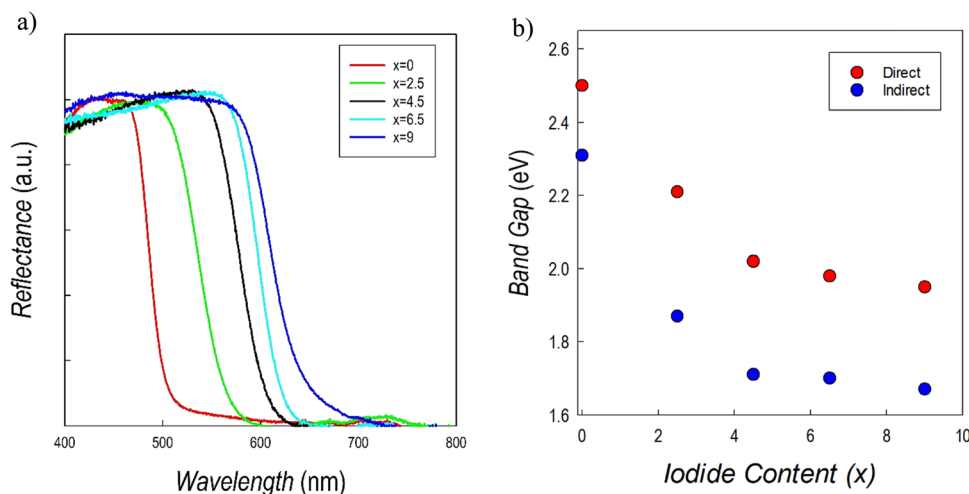 a)
x=0
x=2.5
x=4.5
x=6.5
x=9
Reflectance (a.u.)
400 500 600 700 800
Wavelength (nm)
b)
2.6
2.4
2.2
2.0
1.8
1.6
Direct
Indirect
Band Gap (eV)
0 2 4 6 8 10
Iodide Content (x)